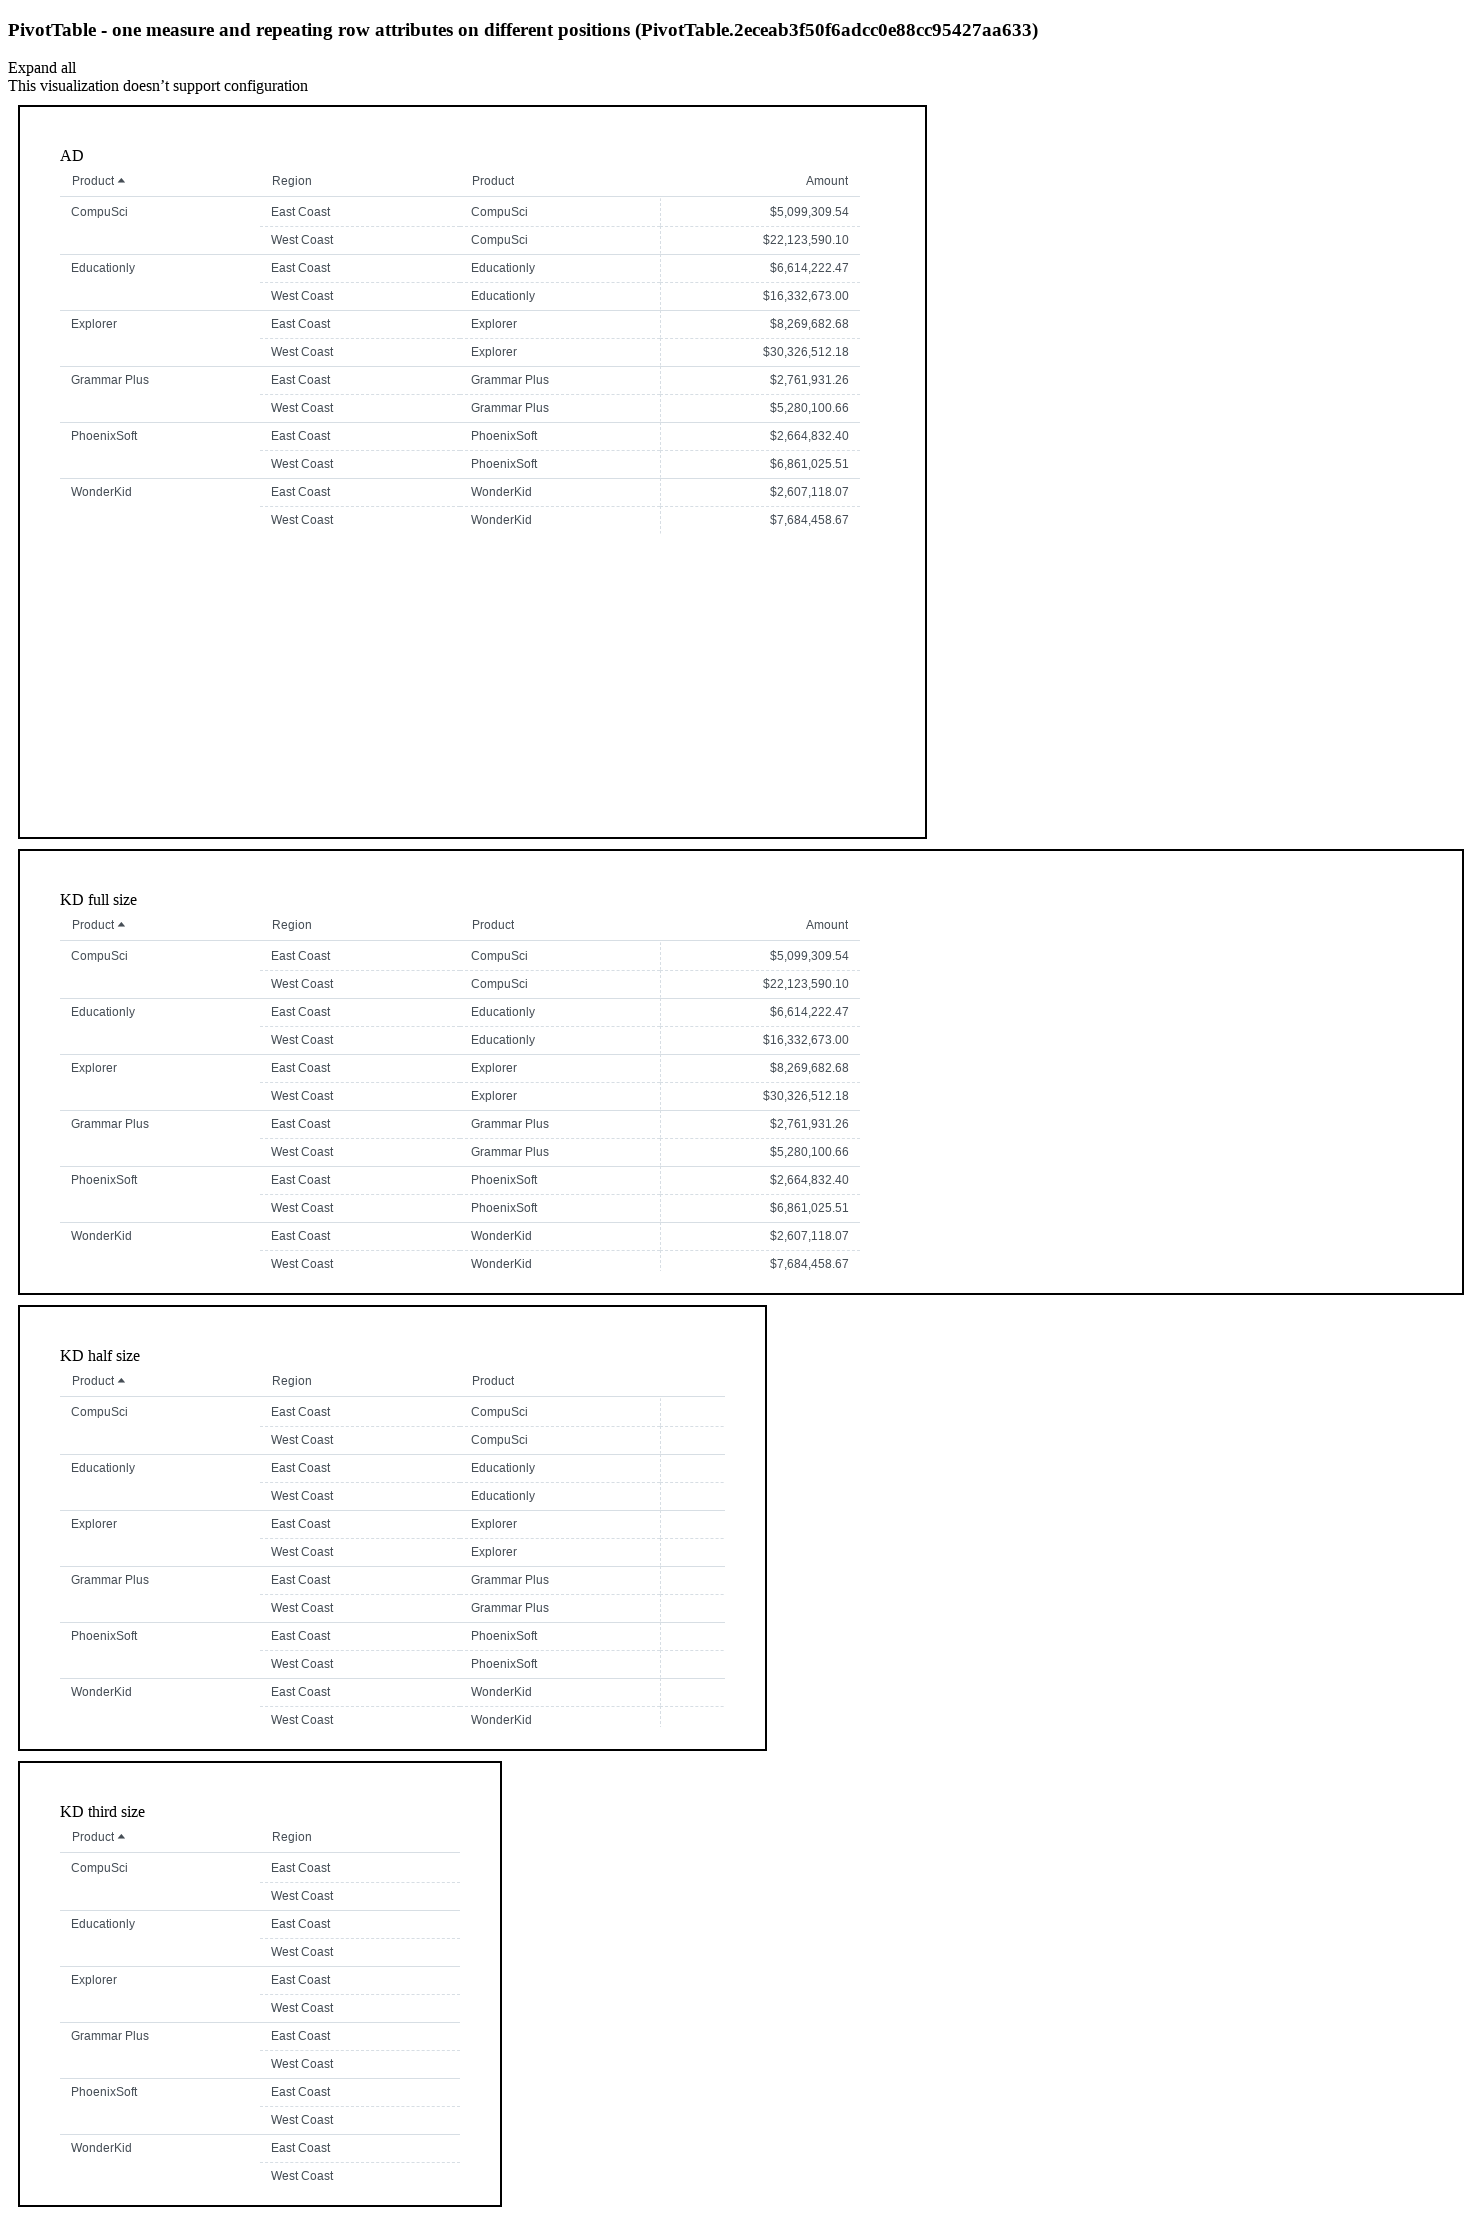 PivotTable - one measure and repeating row attributes on different positions (PivotTable.2eceab3f50f6adcc0e88cc95427aa633)
Expand all
This visualization doesn’t support configuration
AD
Product Region Product Amount
CompuSci East Coast CompuSci $5,099,309.54
West Coast CompuSci $22,123,590.10
Educationly East Coast Educationly $6,614,222.47
West Coast Educationly $16,332,673.00
Explorer East Coast Explorer $8,269,682.68
West Coast Explorer $30,326,512.18
Grammar Plus East Coast Grammar Plus $2,761,931.26
West Coast Grammar Plus $5,280,100.66
PhoenixSoft East Coast PhoenixSoft $2,664,832.40
West Coast PhoenixSoft $6,861,025.51
WonderKid East Coast WonderKid $2,607,118.07
West Coast WonderKid $7,684,458.67
KD full size
Product Region Product Amount
CompuSci East Coast CompuSci $5,099,309.54
West Coast CompuSci $22,123,590.10
Educationly East Coast Educationly $6,614,222.47
West Coast Educationly $16,332,673.00
Explorer East Coast Explorer $8,269,682.68
West Coast Explorer $30,326,512.18
Grammar Plus East Coast Grammar Plus $2,761,931.26
West Coast Grammar Plus $5,280,100.66
PhoenixSoft East Coast PhoenixSoft $2,664,832.40
West Coast PhoenixSoft $6,861,025.51
WonderKid East Coast WonderKid $2,607,118.07
West Coast WonderKid $7,684,458.67
KD half size
Product Region Product
CompuSci East Coast CompuSci
West Coast CompuSci
Educationly East Coast Educationly
West Coast Educationly
Explorer East Coast Explorer
West Coast Explorer
Grammar Plus East Coast Grammar Plus
West Coast Grammar Plus
PhoenixSoft East Coast PhoenixSoft
West Coast PhoenixSoft
WonderKid East Coast WonderKid
West Coast WonderKid
KD third size
Product Region
CompuSci East Coast
West Coast
Educationly East Coast
West Coast
Explorer East Coast
West Coast
Grammar Plus East Coast
West Coast
PhoenixSoft East Coast
West Coast
WonderKid East Coast
West Coast